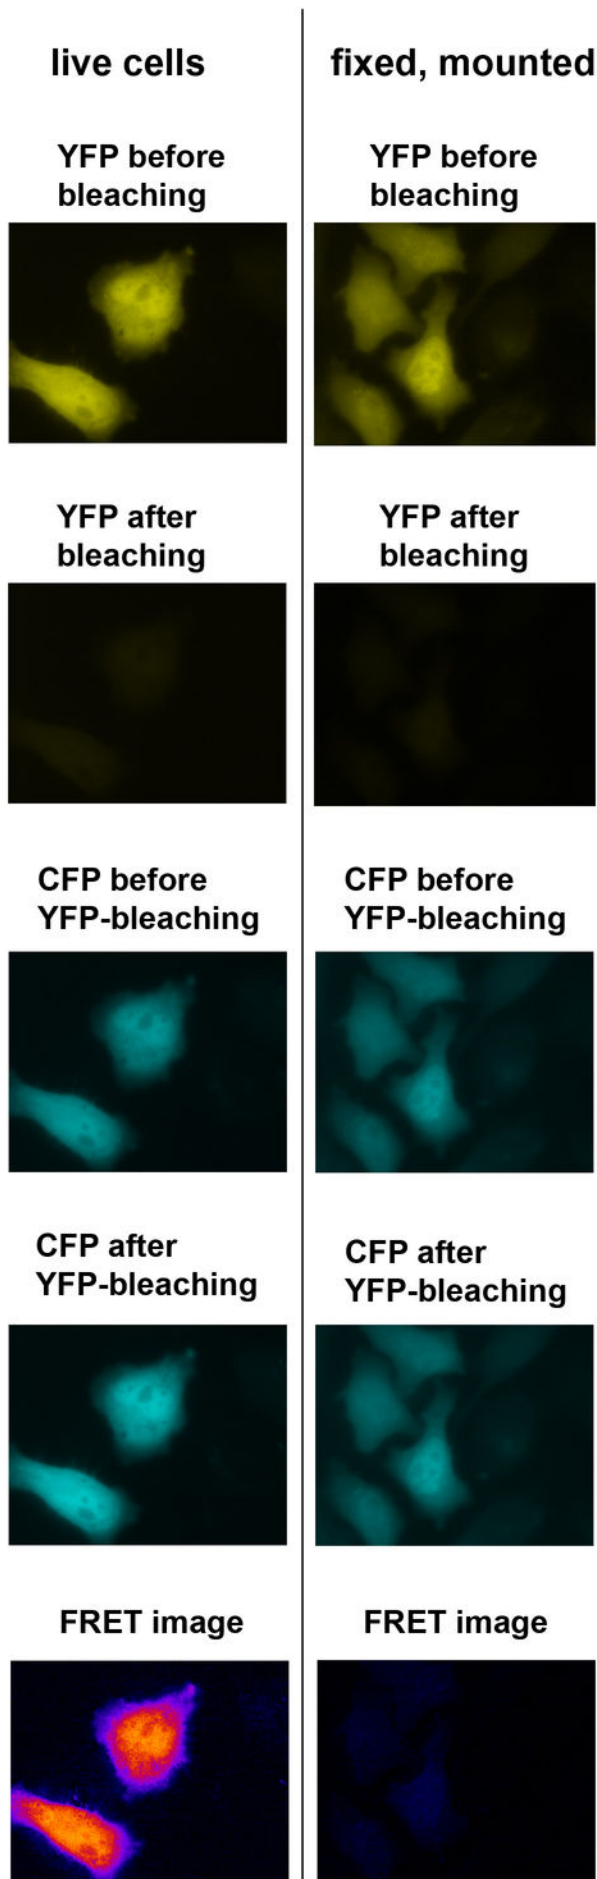 live cells
fixed, mounted
YFP before
bleaching
YFP before
bleaching
YFP after
bleaching
YFP after
bleaching
CFP before
YFP-bleaching
CFP before
YFP-bleaching
CFP after
YFP-bleaching
CFP after
YFP-bleaching
FRET image
FRET image